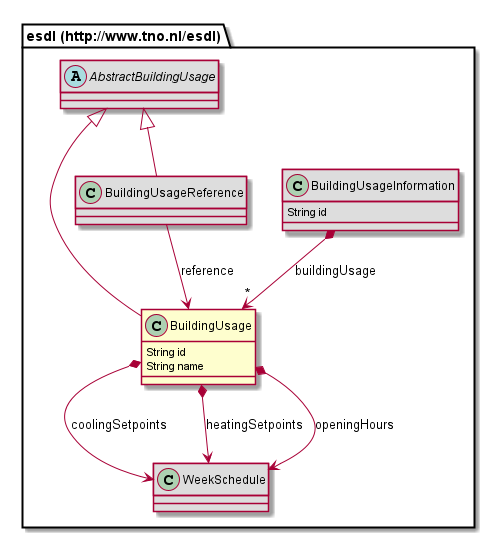 esdl (http://www.tno.nl/esdl)
A AbstractBuildingUsage
C BuildingUsageReference
C BuildingUsageInformation
String id
reference
buildingUsage
*
C BuildingUsage
String id
String name
coolingSetpoints
heatingSetpoints
openingHours
C WeekSchedule